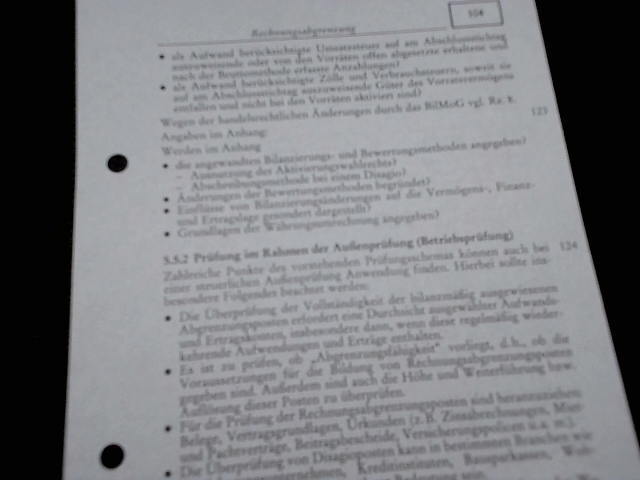 Rechnungsabgrenzung
104
• als Aufwand berücksichtigte Umsatzsteuer auf am Abschlussstichtag
auszuweisende oder von den Vorräten offen abgesetzte erhaltene und
nach der Bruttomethode erfasste Anzahlungen?
• als Aufwand berücksichtigte Zölle und Verbrauchsteuern, soweit sie
auf am Abschlussstichtag auszuweisende Güter des Vorratsvermögens
entfallen und nicht bei den Vorräten aktiviert sind?
Wegen der handelsrechtlichen Änderungen durch das BilMoG vgl. Rz.
123
Angaben im Anhang:
Werden im Anhang
• die angewandten Bilanzierungs- und Bewertungsmethoden angegeben?
– Ausnutzung des Aktivierungswahlrechts?
– Abschreibungsmethode bei einem Disagio?
• Änderungen der Bewertungsmethoden begründet?
• Einflüsse von Bilanzierungsänderungen auf die Vermögens-, Finanz-
und Ertragslage gesondert dargestellt?
• Grundlagen der Währungsumrechnung angegeben?
5.5.2 Prüfung im Rahmen der Außenprüfung (Betriebsprüfung)
Zahlreiche Punkte des vorstehenden Prüfungsschemas können auch bei
124
einer steuerlichen Außenprüfung Anwendung finden. Hierbei sollte ins-
besondere Folgendes beachtet werden:
• Die Überprüfung der Vollständigkeit der bilanzmäßig ausgewiesenen
Abgrenzungsposten erfordert eine Durchsicht ausgewählter Aufwands-
und Ertragskonten, insbesondere dann, wenn diese regelmäßig wieder-
kehrende Aufwendungen und Erträge enthalten.
• Es ist zu prüfen, ob „Abgrenzungsfähigkeit" vorliegt, d.h., ob die
Voraussetzungen für die Bildung von Rechnungsabgrenzungsposten
gegeben sind. Außerdem sind auch die Höhe und Weiterführung bzw.
Auflösung dieser Posten zu überprüfen.
• Für die Prüfung der Rechnungsabgrenzungsposten sind heranzuziehen:
Belege, Vertragsgrundlagen, Urkunden (z.B. Zinsabrechnungen, Miet-
und Pachtverträge, Beitragsbescheide, Versicherungspolicen u.a. m.).
• Die Überprüfung von Disagioposten kann in bestimmten Branchen wie
Kreditinstituten, Bausparkassen,